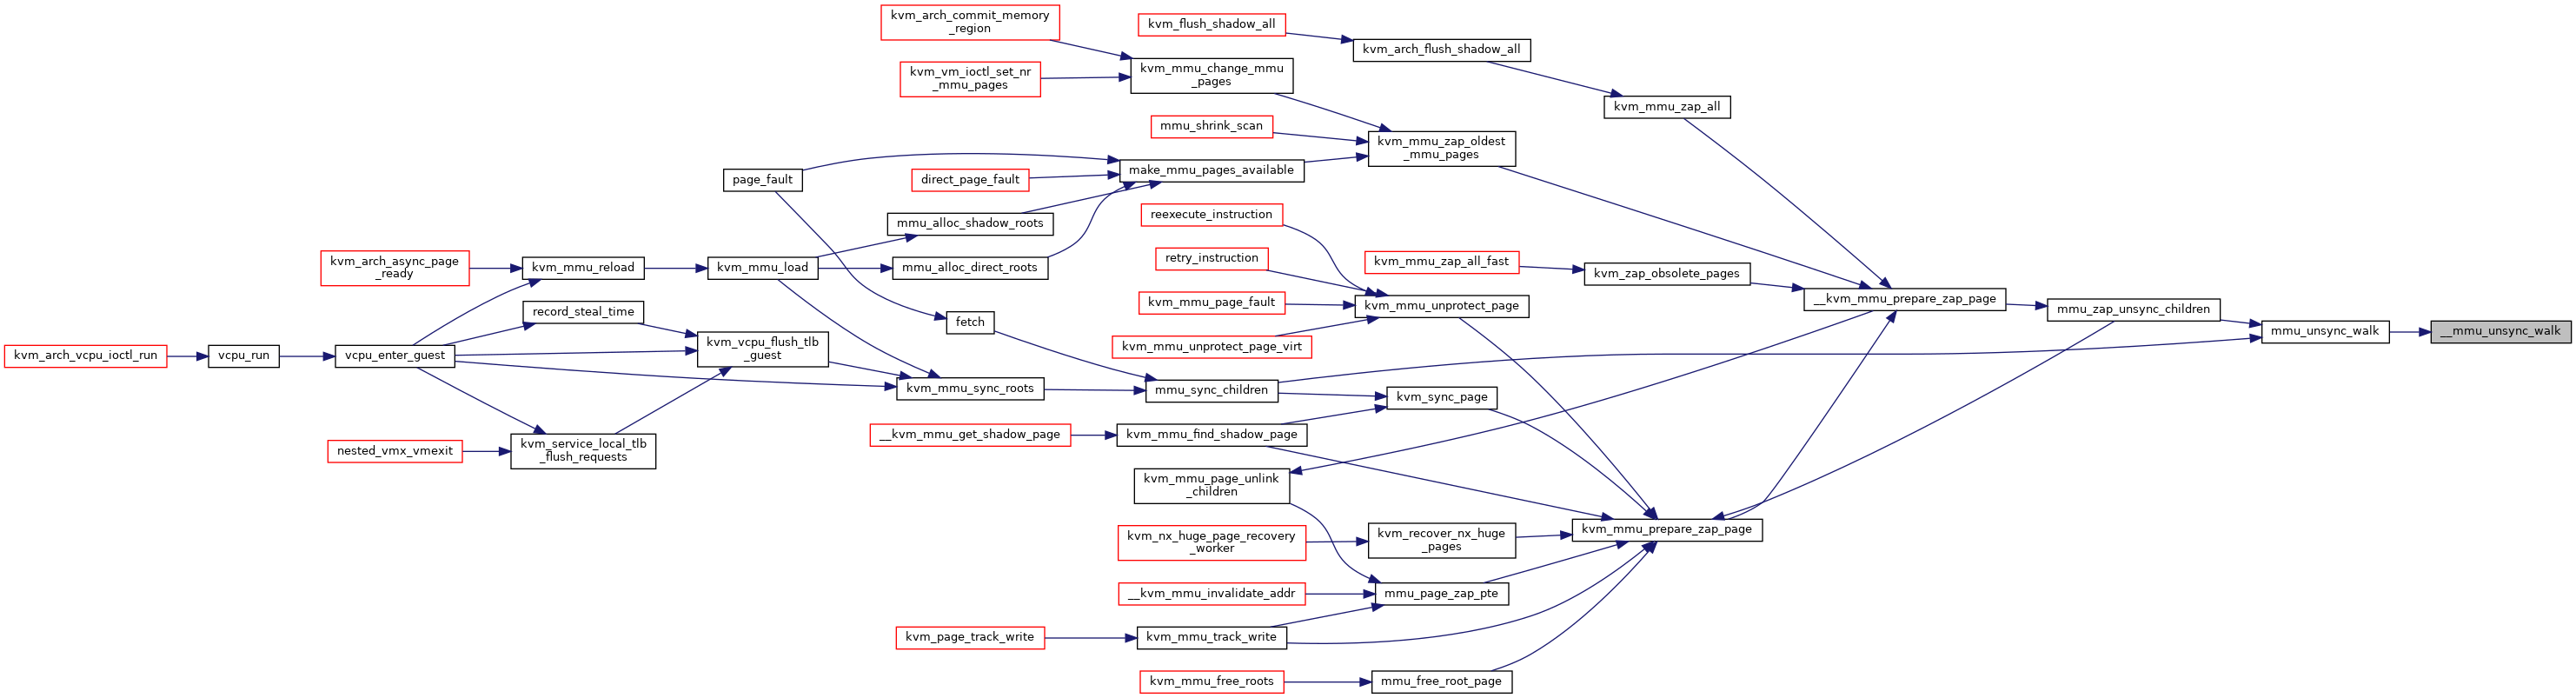 kvm_arch_commit_memory
_region
kvm_flush_shadow_all
kvm_arch_flush_shadow_all
kvm_vm_ioctl_set_nr
_mmu_pages
kvm_mmu_change_mmu
_pages
kvm_mmu_zap_all
mmu_shrink_scan
kvm_mmu_zap_oldest
_mmu_pages
page_fault
direct_page_fault
make_mmu_pages_available
mmu_alloc_shadow_roots
reexecute_instruction
retry_instruction
kvm_mmu_zap_all_fast
kvm_zap_obsolete_pages
kvm_arch_async_page
_ready
kvm_mmu_reload
kvm_mmu_load
mmu_alloc_direct_roots
kvm_mmu_page_fault
kvm_mmu_unprotect_page
__kvm_mmu_prepare_zap_page
mmu_zap_unsync_children
record_steal_time
fetch
mmu_unsync_walk
__mmu_unsync_walk
kvm_arch_vcpu_ioctl_run
vcpu_run
vcpu_enter_guest
kvm_vcpu_flush_tlb
_guest
kvm_mmu_unprotect_page_virt
kvm_mmu_sync_roots
mmu_sync_children
kvm_sync_page
__kvm_mmu_get_shadow_page
kvm_mmu_find_shadow_page
nested_vmx_vmexit
kvm_service_local_tlb
_flush_requests
kvm_mmu_page_unlink
_children
kvm_nx_huge_page_recovery
_worker
kvm_recover_nx_huge
_pages
kvm_mmu_prepare_zap_page
__kvm_mmu_invalidate_addr
mmu_page_zap_pte
kvm_page_track_write
kvm_mmu_track_write
kvm_mmu_free_roots
mmu_free_root_page